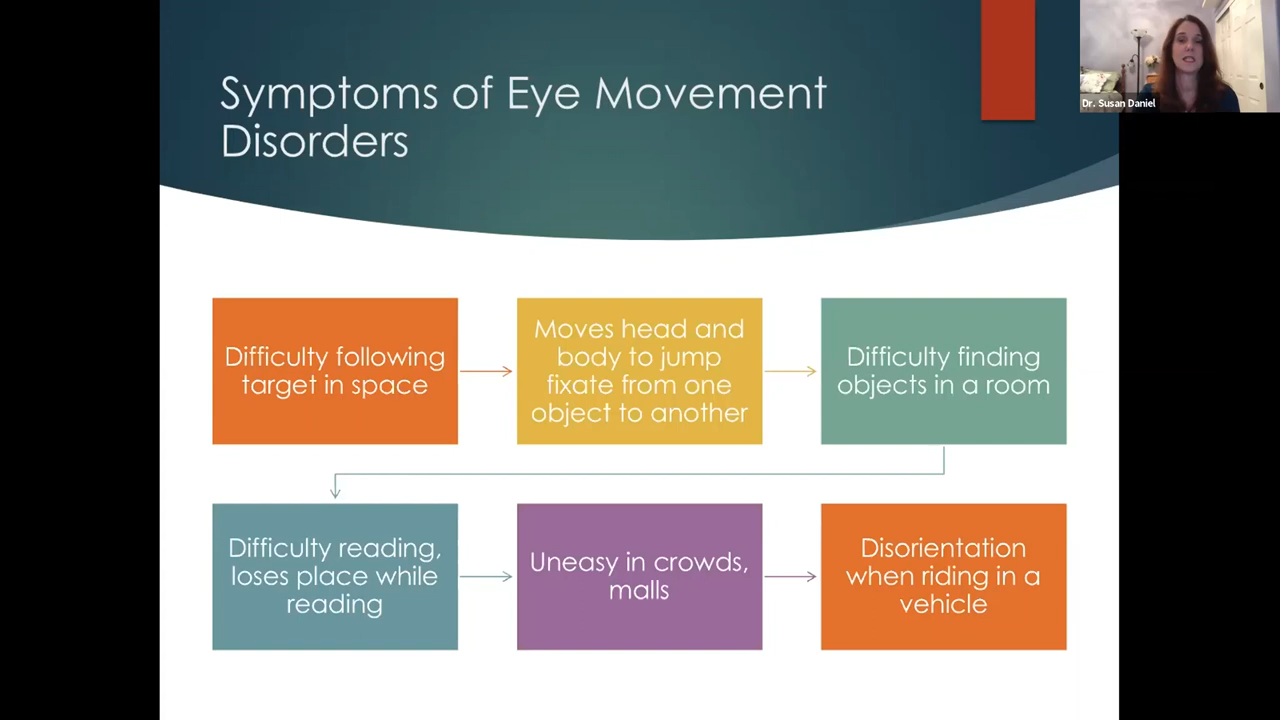 Symptoms of Eye Movement
Disorders
Dr. Susan Daniel
Difficulty following
target in space
Moves head and
body to jump
fixate from one
object to another
Difficulty finding
objects in a room
Difficulty reading,
loses place while
reading
Uneasy in crowds,
malls
Disorientation
when riding in a
vehicle